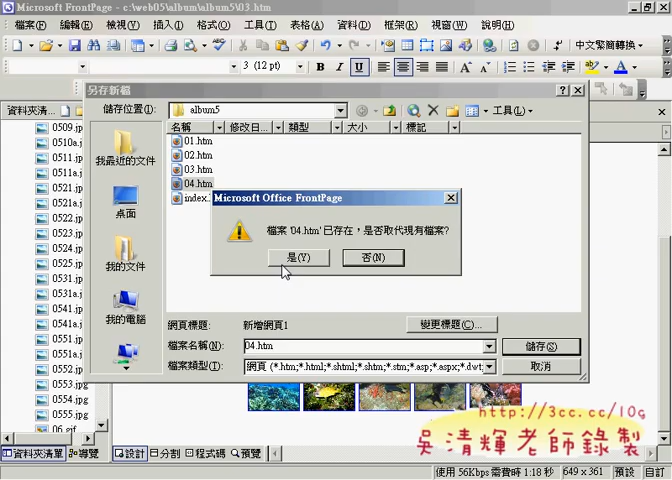 Microsoft FrontPage - c:\web05\album\album5\03.htm
檔案(F) 編輯(E) 檢視(V) 插入(I) 格式(O) 工具(T) 表格(A) 資料(D) 框架(R) 視窗(W) 說明(H)
中文繁簡轉換
3 (12 pt) B I U
另存新檔
資料夾清單
儲存位置(I): album5 工具(L)
名稱 修改日... 類型 大小 標記
01.htm
02.htm
03.htm
04.htm
index.
我最近的文件
桌面
我的文件
我的電腦
0509.jp
0510.jp
0511.jp
0511a.j
0521.jp
0521a.j
0522.jp
0523.jp
0524.jp
0525.jp
0531.jp
0531a.j
0541.jp
0541a.j
0551.jp
0551a.j
0552.jp
0553.jp
0554.jp
0555.jp
06.gif
Microsoft Office FrontPage
檔案 '04.htm' 已存在，是否取代現有檔案?
是(Y) 否(N)
網頁標題: 新增網頁1 變更標題(C)...
檔案名稱(N): 04.htm 儲存(S)
檔案類型(T): 網頁 (*.htm;*.html;*.shtml;*.shtm;*.stm;*.asp;*.aspx;*.dwt; 取消
http://3cc.cc/10g
吳清輝老師錄製
資料夾清單 導覽 設計 分割 程式碼 預覽
使用 56Kbps 需費時 1:18 秒 649 x 361 預設 自訂